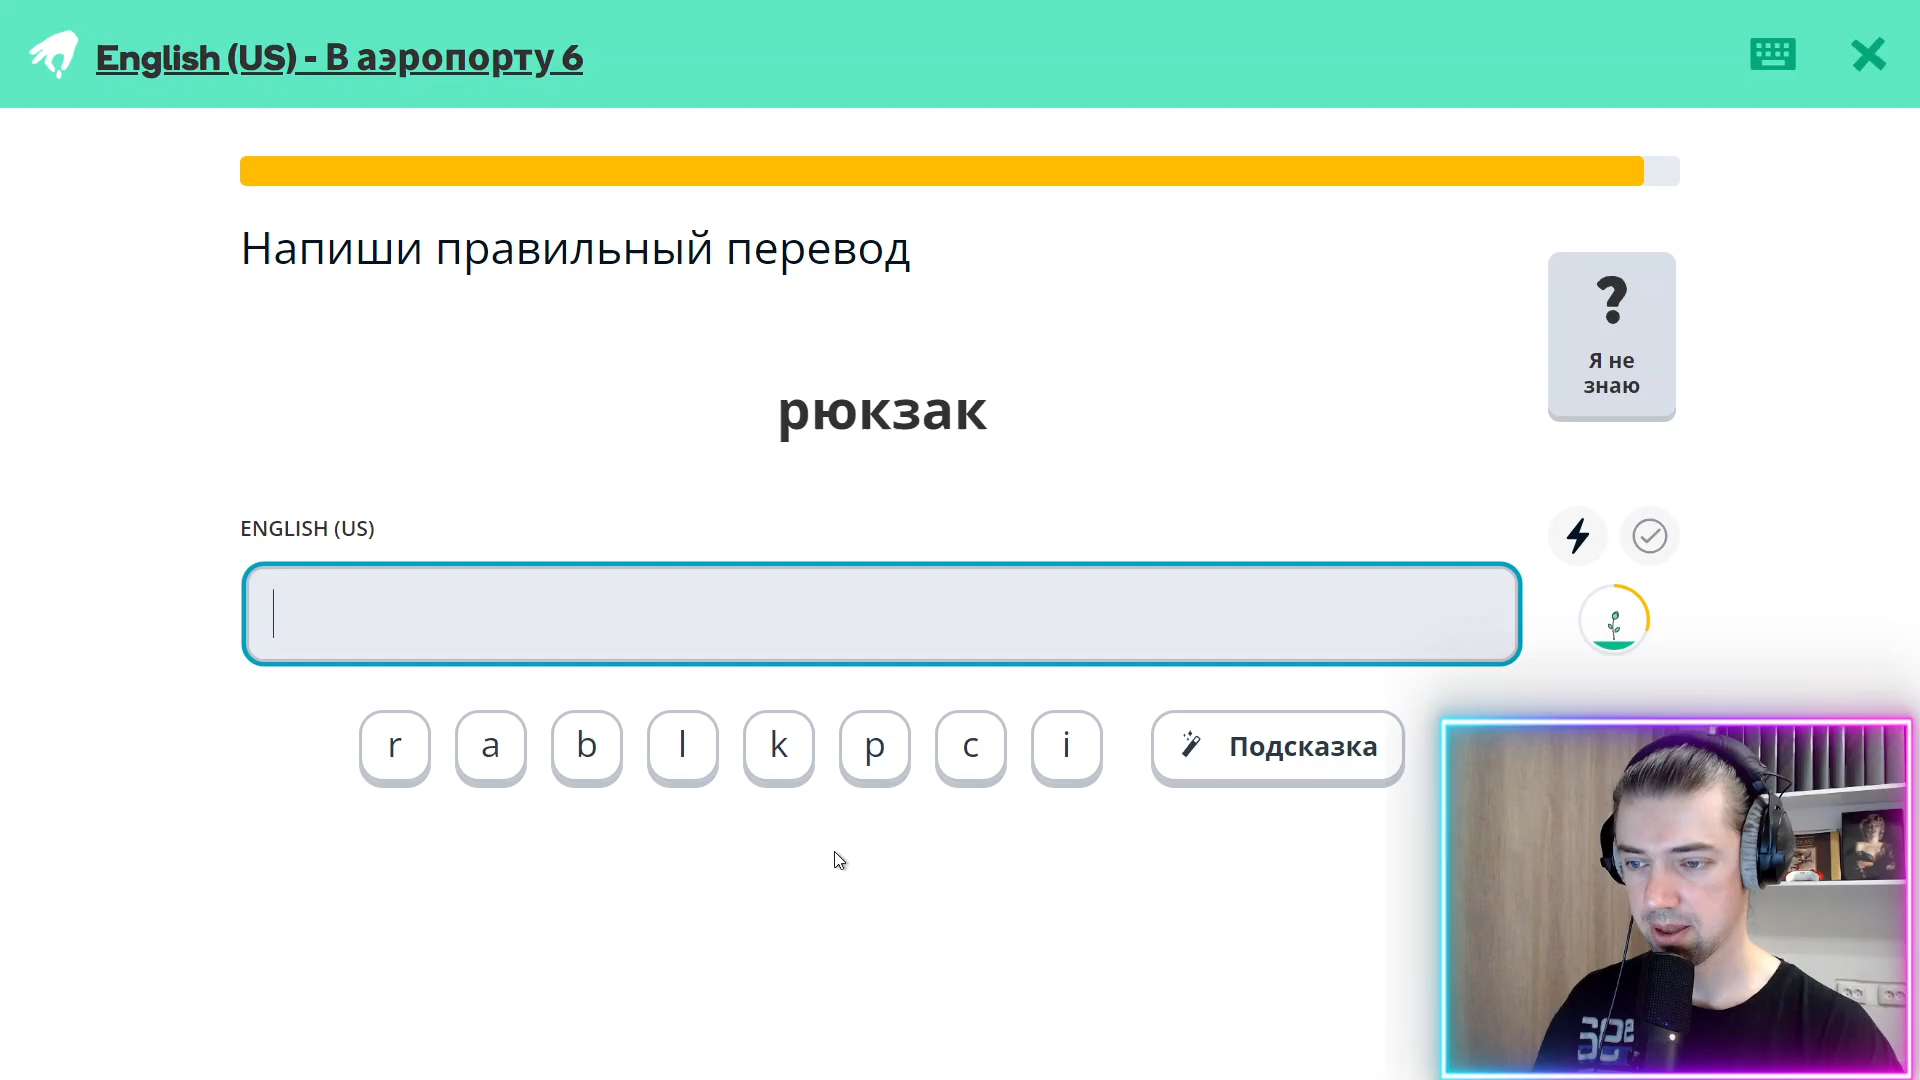 English (US) - В аэропорту 6
Напиши правильный перевод
?
Я не
знаю
рюкзак
ENGLISH (US)
r a b l k p c i Подсказка